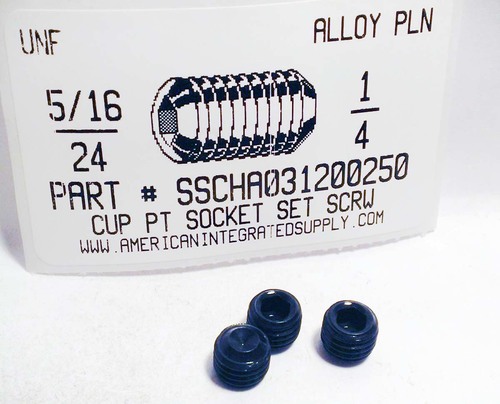 UNF
ALLOY PLN
5/16
24
1
4
PART # SSCHA031200250
CUP PT SOCKET SET SCRW
WWW.AMERICANINTEGRATEDSUPPLY.COM